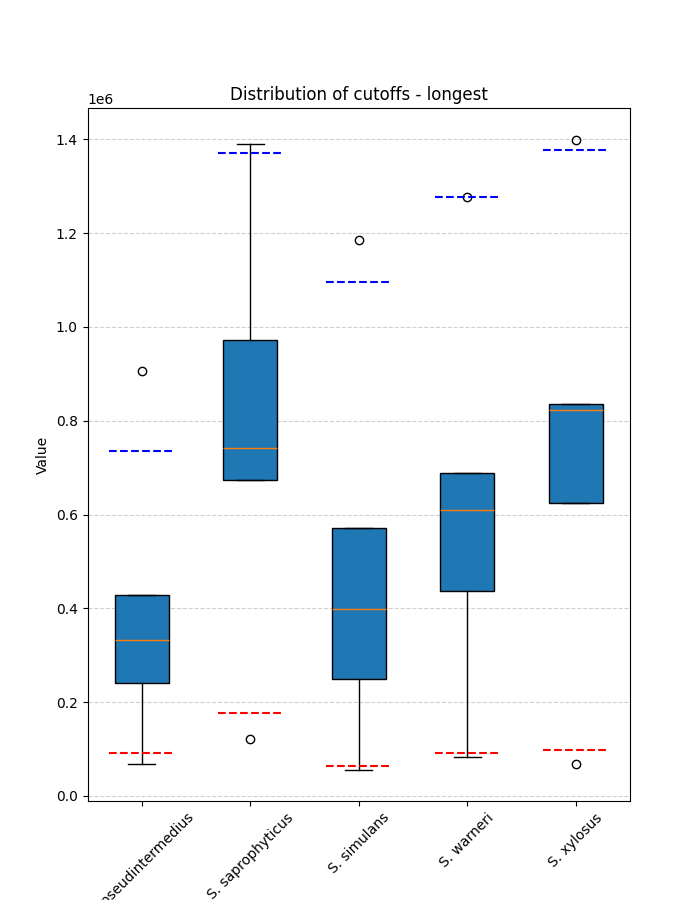 Distribution of cutoffs - longest
1e6
1.4
1.2
1.0
0.8
0.6
0.4
0.2
0.0
Value
pseudintermedius
S. saprophyticus
S. simulans
S. warneri
S. xylosus